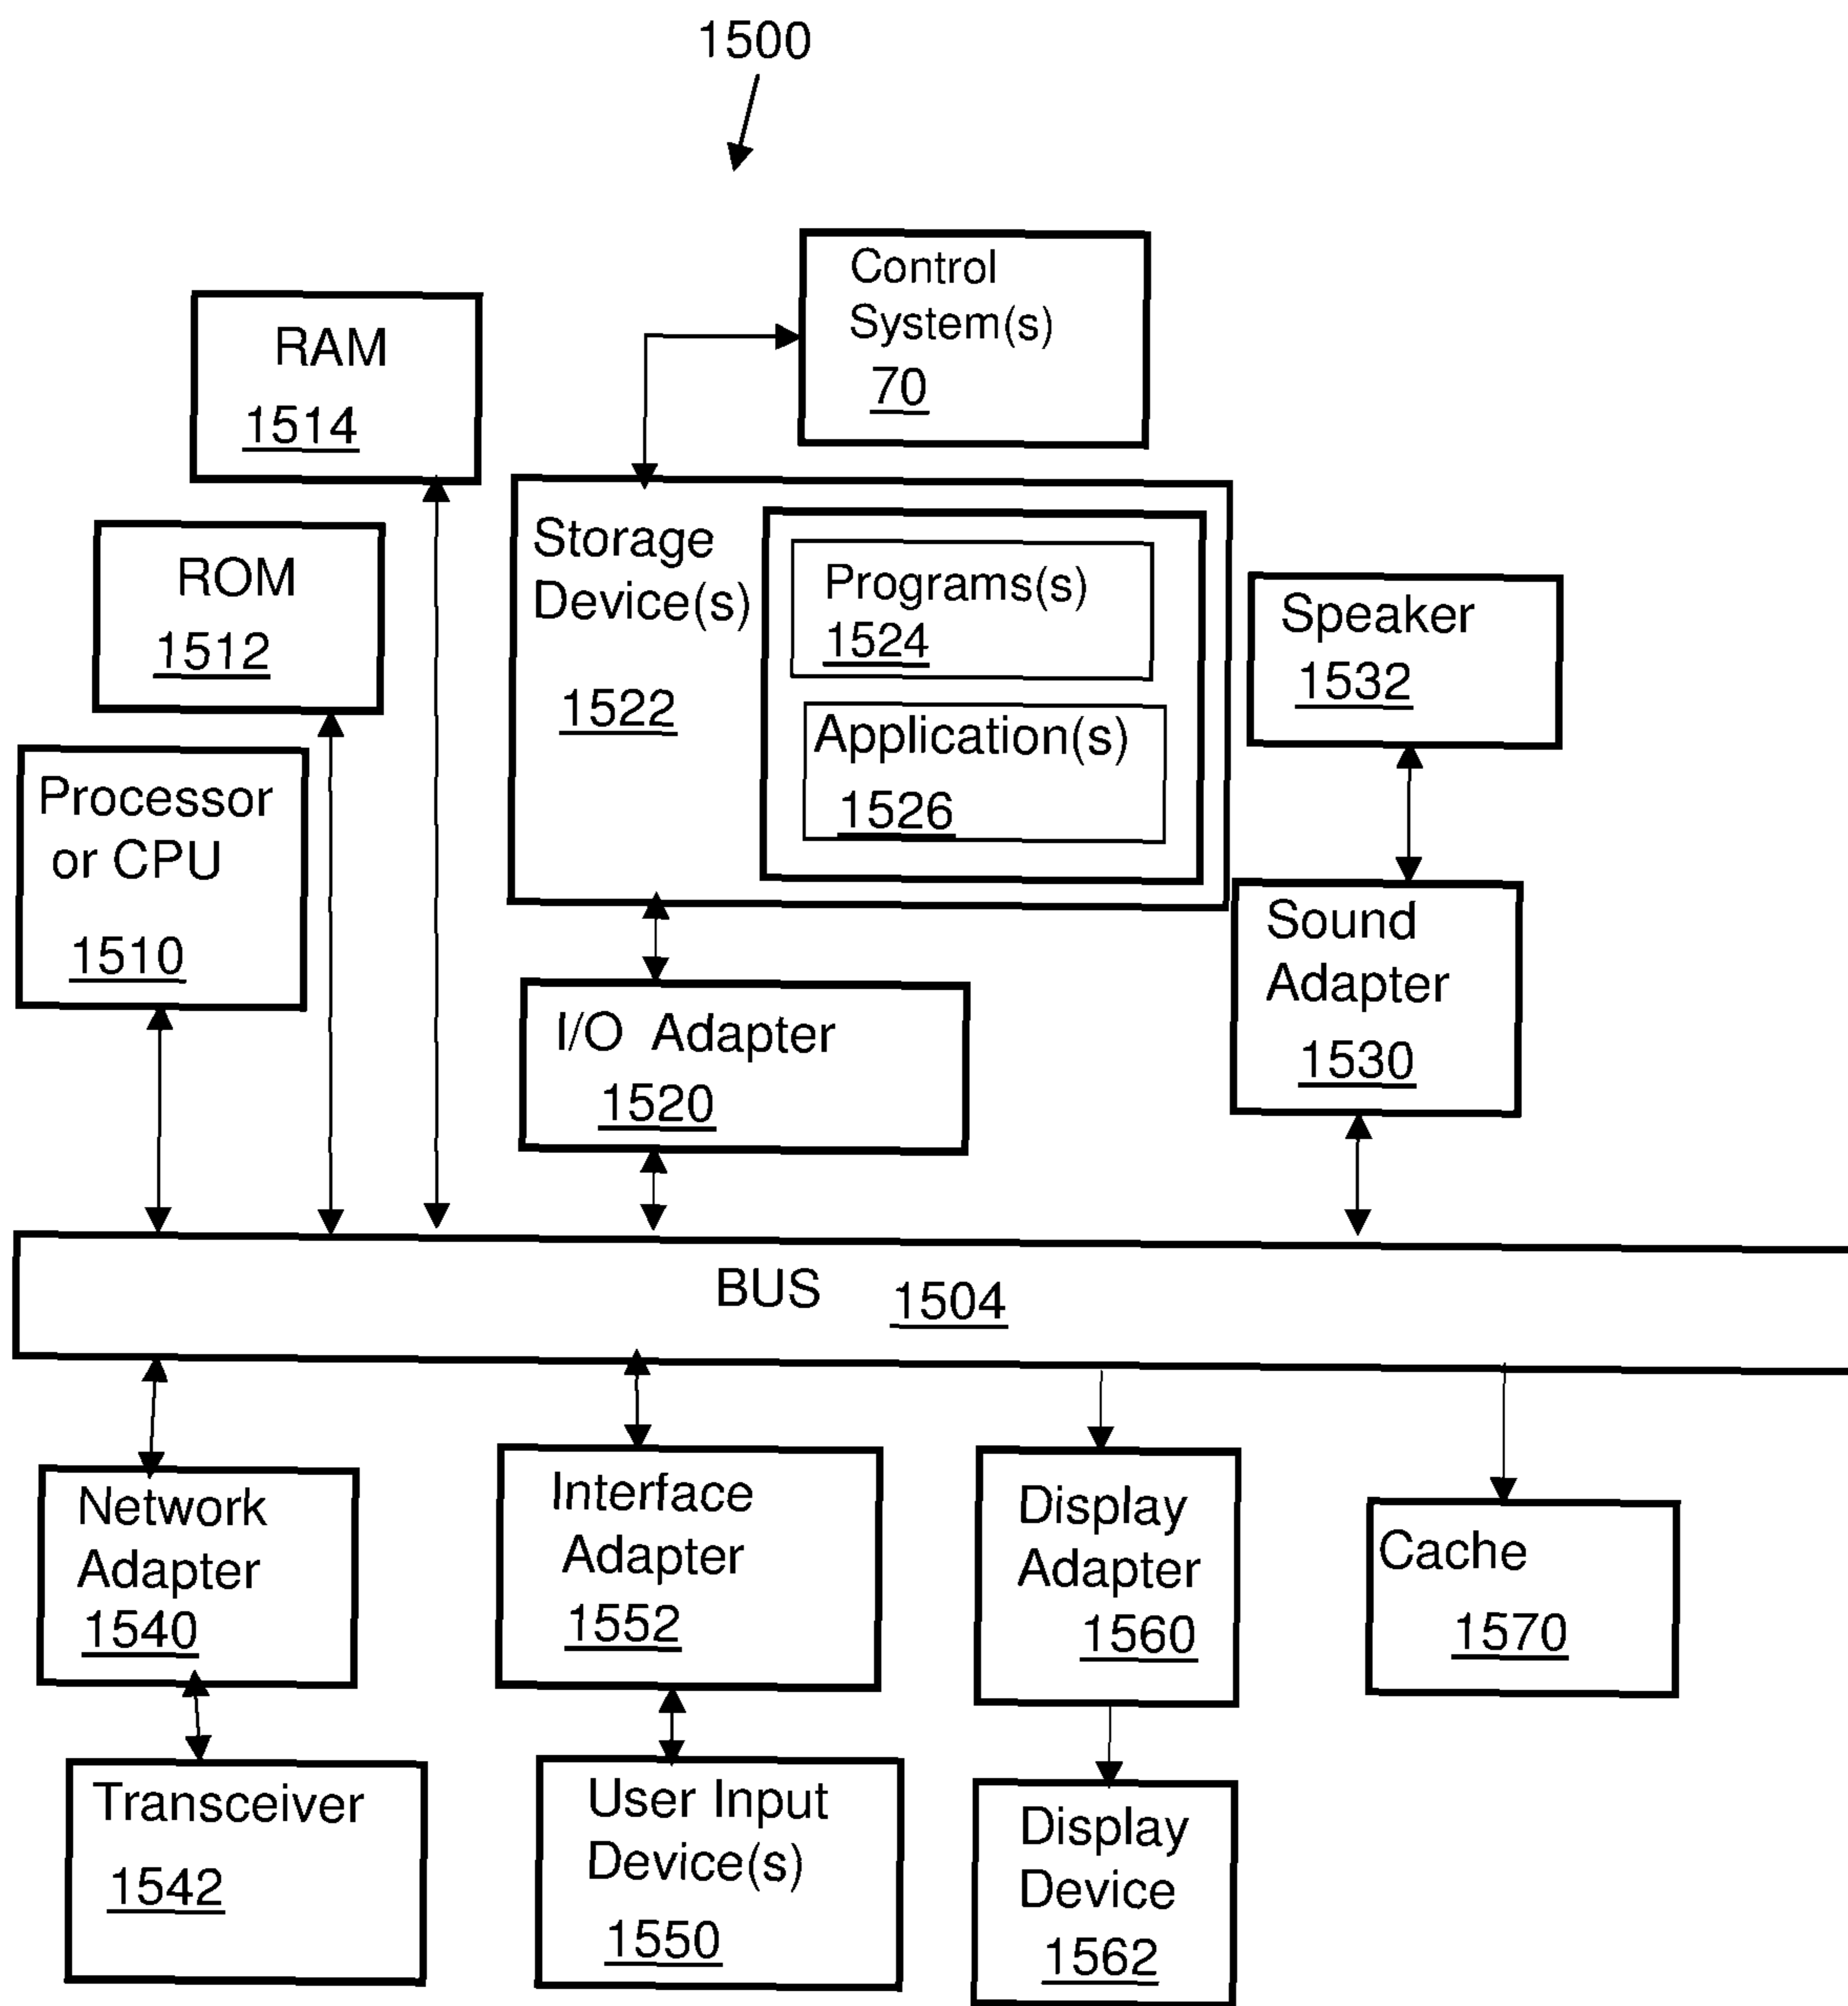 1500
Control
System(s)
70
RAM
1514
ROM
1512
Storage
Device(s)
1522
Programs(s)
1524
Application(s)
1526
Speaker
1532
Processor
or CPU
1510
Sound
Adapter
1530
I/O Adapter
1520
BUS 1504
Network
Adapter
1540
Interface
Adapter
1552
Display
Adapter
1560
Cache
1570
Transceiver
1542
User Input
Device(s)
1550
Display
Device
1562